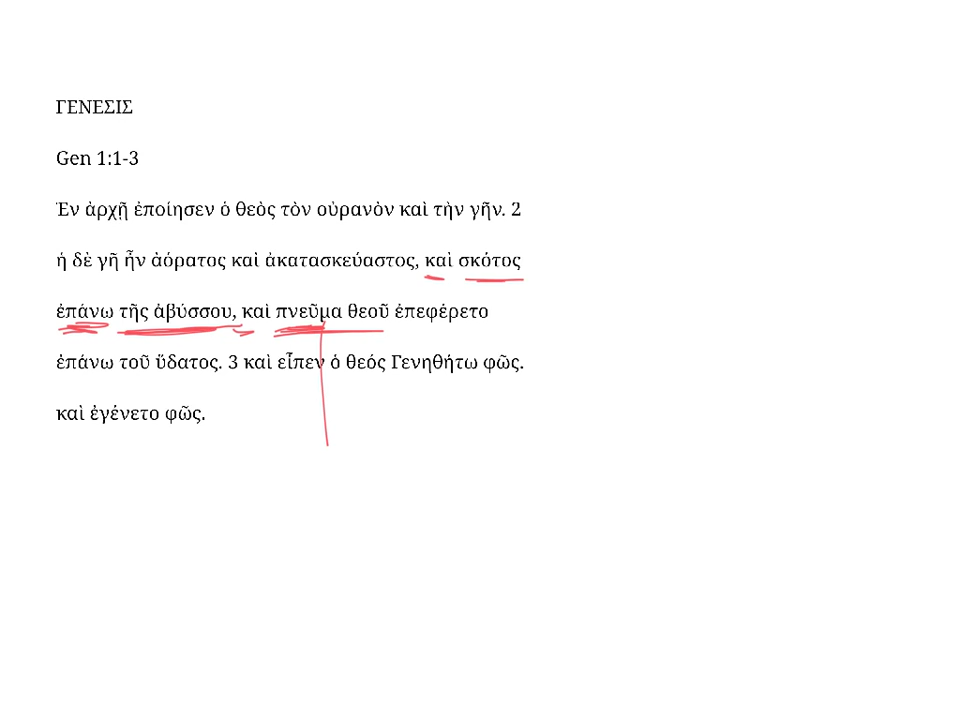 ΓΕΝΕΣΙΣ
Gen 1:1-3
Ἐν ἀρχῇ ἐποίησεν ὁ θεὸς τὸν οὐρανὸν καὶ τὴν γῆν. 2
ἡ δὲ γῆ ἦν ἀόρατος καὶ ἀκατασκεύαστος, καὶ σκότος
ἐπάνω τῆς ἀβύσσου, καὶ πνεῦμα θεοῦ ἐπεφέρετο
ἐπάνω τοῦ ὕδατος. 3 καὶ εἶπεν ὁ θεός Γενηθήτω φῶς.
καὶ ἐγένετο φῶς.